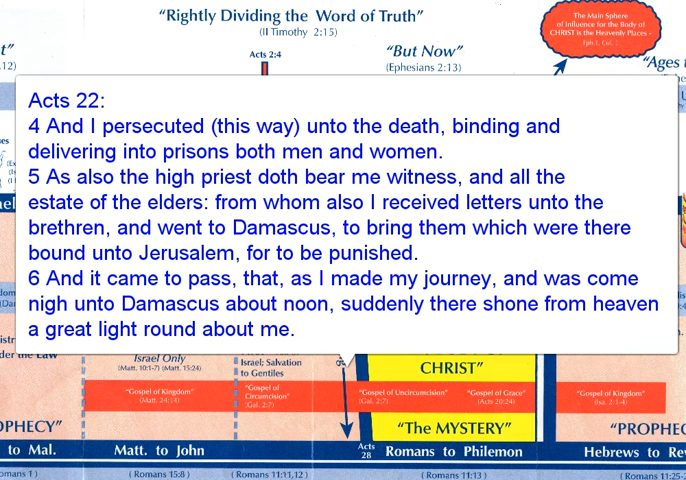 "Rightly Dividing the Word of Truth"
(II Timothy 2:15)
The Main Sphere
of Influence for the Body of
CHRIST is the Heavenly Places -
Eph.1, Col.
Acts 2:4
"But Now"
(Ephesians 2:13)
t"
.12)
"Ages t
Acts 22:
4 And I persecuted (this way) unto the death, binding and
delivering into prisons both men and women.
5 As also the high priest doth bear me witness, and all the
estate of the elders: from whom also I received letters unto the
brethren, and went to Damascus, to bring them which were there
bound unto Jerusalem, for to be punished.
6 And it came to pass, that, as I made my journey, and was come
nigh unto Damascus about noon, suddenly there shone from heaven
a great light round about me.
der the Law
Israel Only
(Matt. 10:1-7) (Matt. 15:24)
Israel; Salvation
to Gentiles
CHRIST"
"Gospel of Kingdom"
(Matt. 24:14)
"Gospel of
Circumcision"
(Gal. 2:7)
"Gospel of Uncircumcision"
(Gal. 2:7)
"Gospel of Grace"
(Acts 20:24)
"Gospel of Kingdom"
(Isa. 2:1-4)
OPHECY"
"The MYSTERY"
"PROPHEC
to Mal.
Matt. to John
Acts
28
Romans to Philemon
Hebrews to Rev
omans 1)
(Romans 15:8)
(Romans 11:11,12)
(Romans 11:13)
(Romans 11:25-2